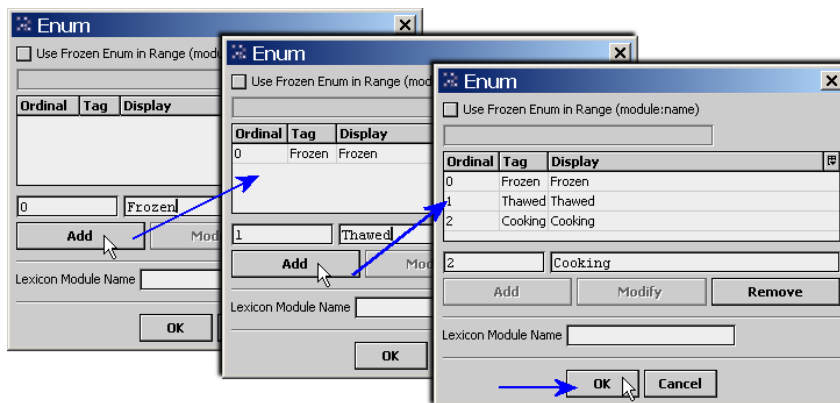 Enum
Use Frozen Enum in Range (modu
Ordinal Tag Display
0 Frozen
Add Modi
Lexicon Module Name
OK
Enum
Use Frozen Enum in Range (mod
Ordinal Tag Display
0 Frozen Frozen
1 Thawed
Add Mod
Lexicon Module Name
OK
Enum
Use Frozen Enum in Range (module:name)
Ordinal Tag Display
0 Frozen Frozen
1 Thawed Thawed
2 Cooking Cooking
2 Cooking
Add Modify Remove
Lexicon Module Name
OK Cancel